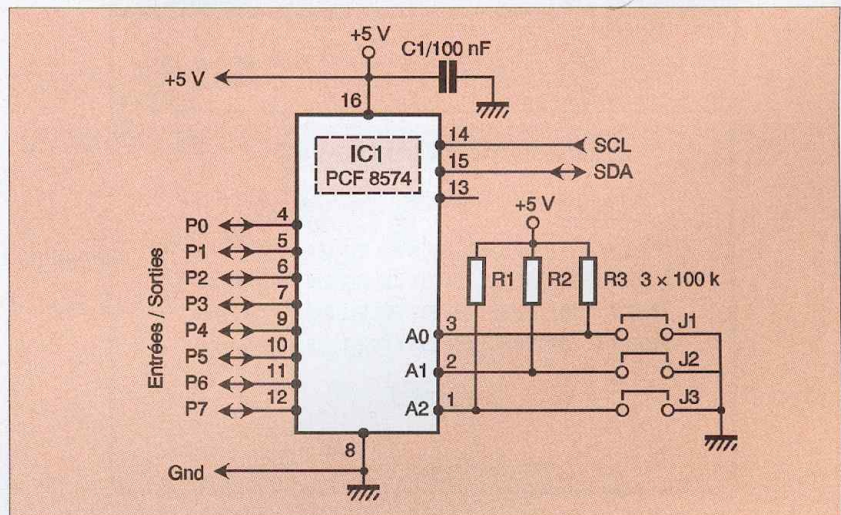 +5 V
C1/100 nF
+5 V
16
14
SCL
IC1
PCF 8574
15
SDA
13
+5 V
Entrées / Sorties
P0
4
P1
5
P2
6
P3
7
P4
9
P5
10
P6
11
P7
12
R1
R2
R3
3 × 100 k
A0
3
J1
A1
2
J2
A2
1
J3
8
Gnd